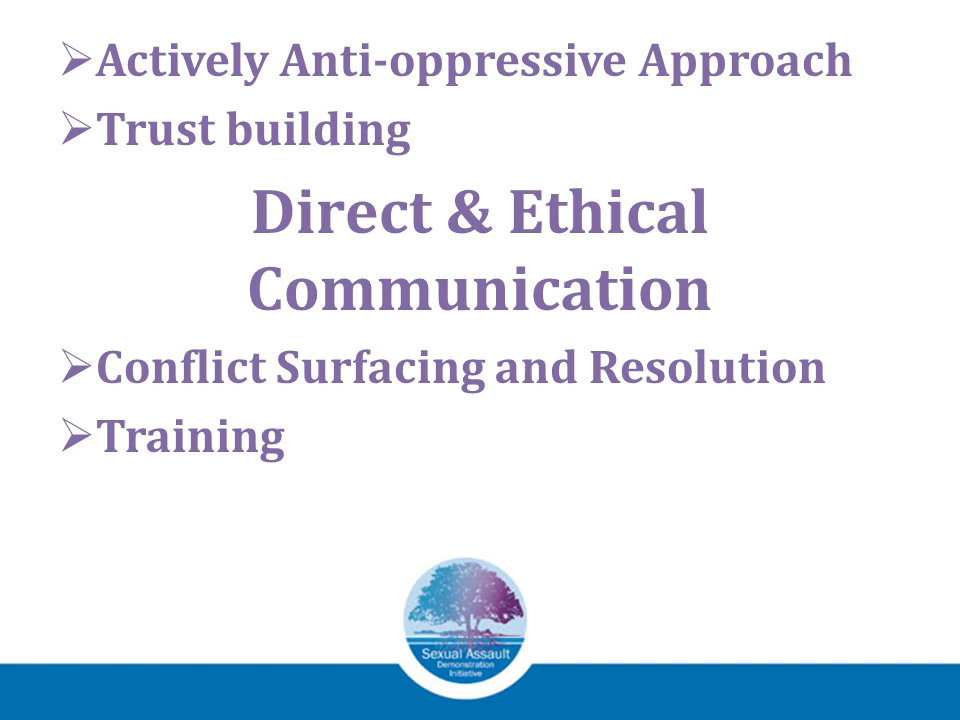 ➢Actively Anti-oppressive Approach
➢Trust building
Direct & Ethical
Communication
➢Conflict Surfacing and Resolution
➢Training
Sexual Assault
Demonstration
Initiative